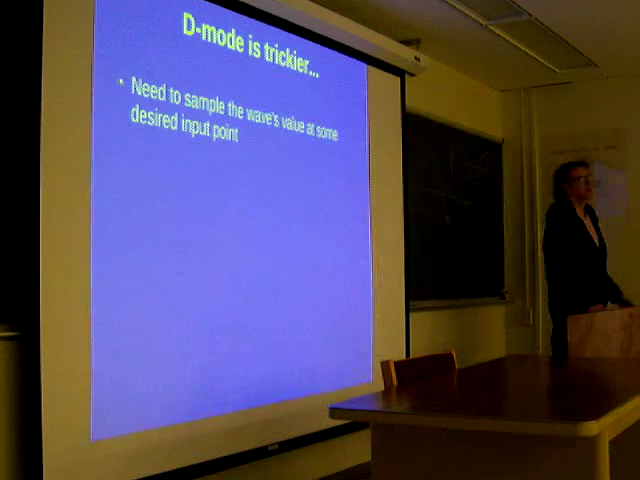 D-mode is trickier...
• Need to sample the wave's value at some
desired input point